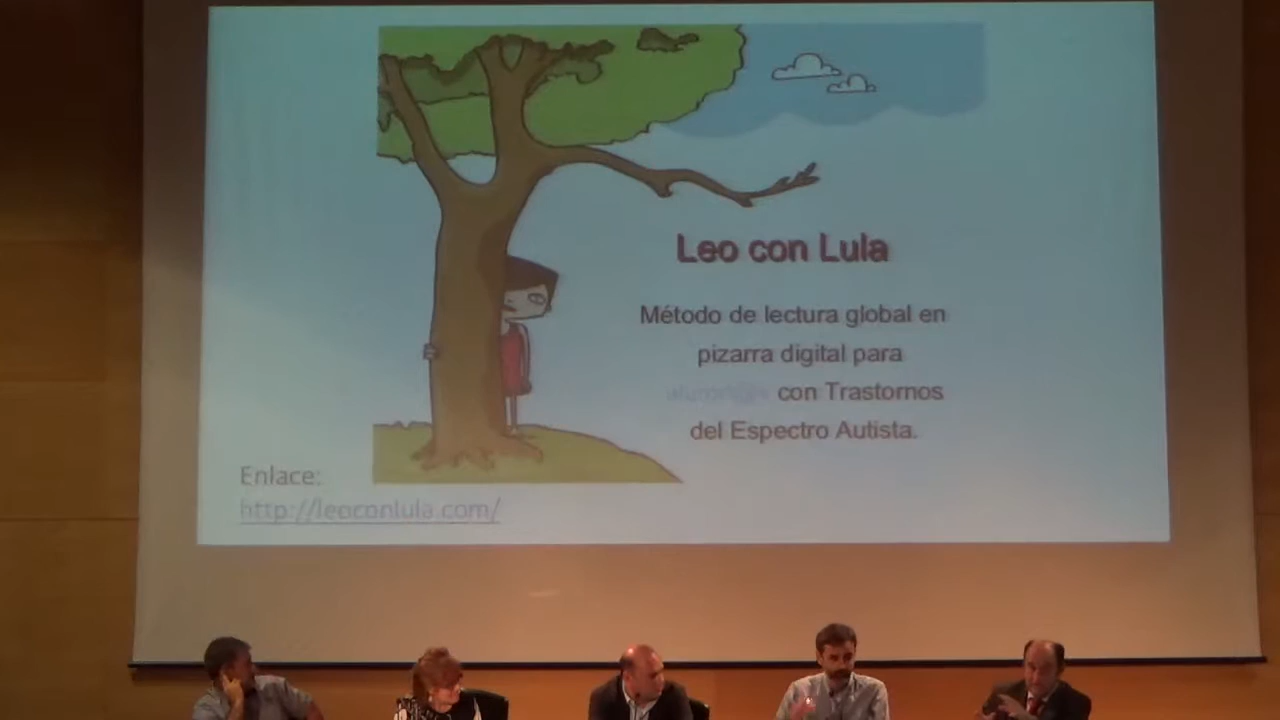 Leo con Lula
Método de lectura global en
pizarra digital para
con Trastornos
del Espectro Autista.
Enlace:
http://leoconlula.com/